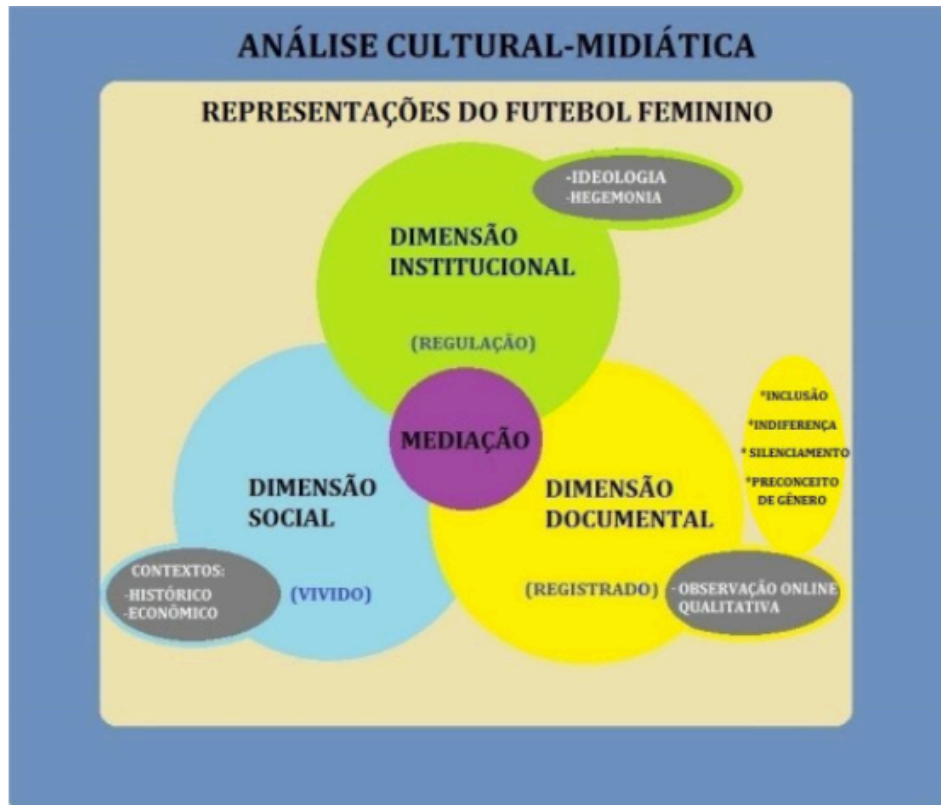 ANÁLISE CULTURAL-MIDIÁTICA
REPRESENTAÇÕES DO FUTEBOL FEMININO
-IDEOLOGIA
-HEGEMONIA
DIMENSÃO
INSTITUCIONAL
(REGULAÇÃO)
MEDIAÇÃO
DIMENSÃO
SOCIAL
(VIVIDO)
CONTEXTOS:
-HISTÓRICO
-ECONÔMICO
DIMENSÃO
DOCUMENTAL
(REGISTRADO)
*INCLUSÃO
*INDIFERENÇA
* SILENCIAMENTO
*PRECONCEITO
DE GÊNERO
- OBSERVAÇÃO ONLINE
QUALITATIVA